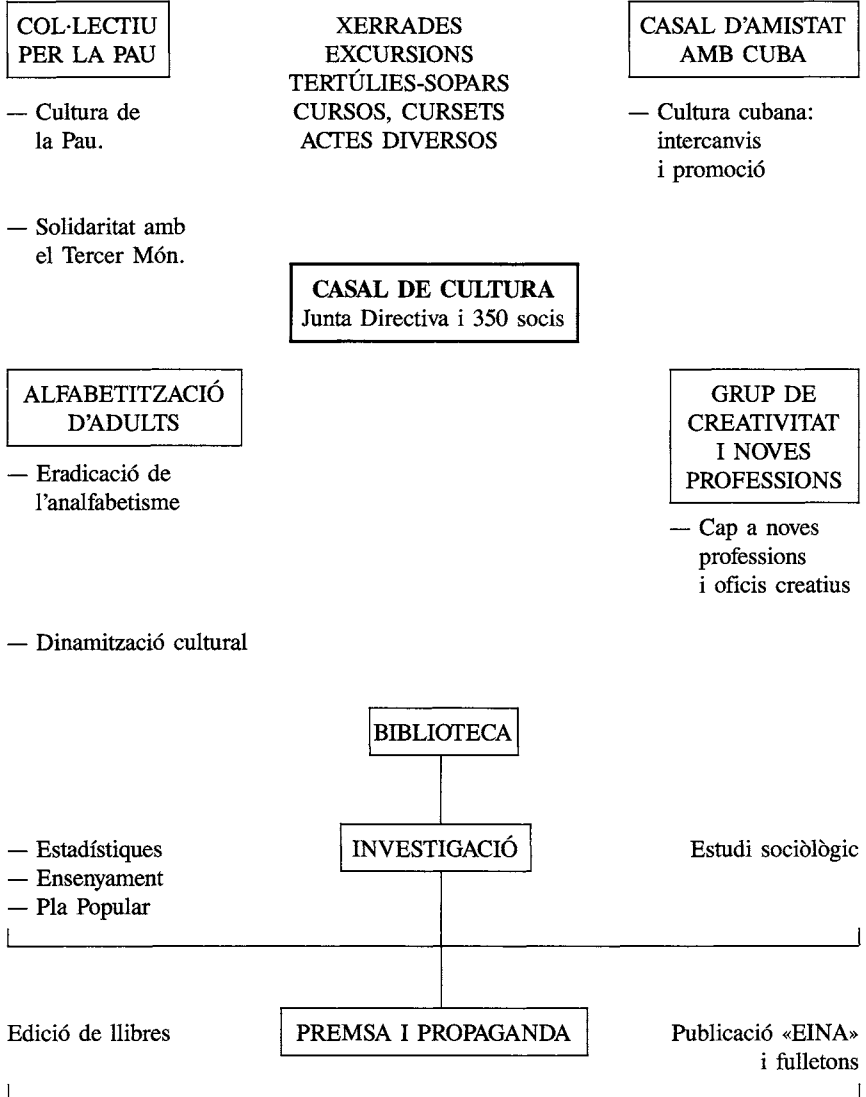 COL·LECTIU
PER LA PAU
— Cultura de
la Pau.
— Solidaritat amb
el Tercer Món.
XERRADES
EXCURSIONS
TERTÚLIES-SOPARS
CURSOS, CURSETS
ACTES DIVERSOS
CASAL D'AMISTAT
AMB CUBA
— Cultura cubana:
intercanvis
i promoció
CASAL DE CULTURA
Junta Directiva i 350 socis
ALFABETITZACIÓ
D'ADULTS
— Eradicació de
l'analfabetisme
— Dinamització cultural
GRUP DE
CREATIVITAT
I NOVES
PROFESSIONS
— Cap a noves
professions
i oficis creatius
BIBLIOTECA
— Estadístiques
— Ensenyament
— Pla Popular
INVESTIGACIÓ
Estudi sociòlògic
Edició de llibres
PREMSA I PROPAGANDA
Publicació «EINA»
i fulletons